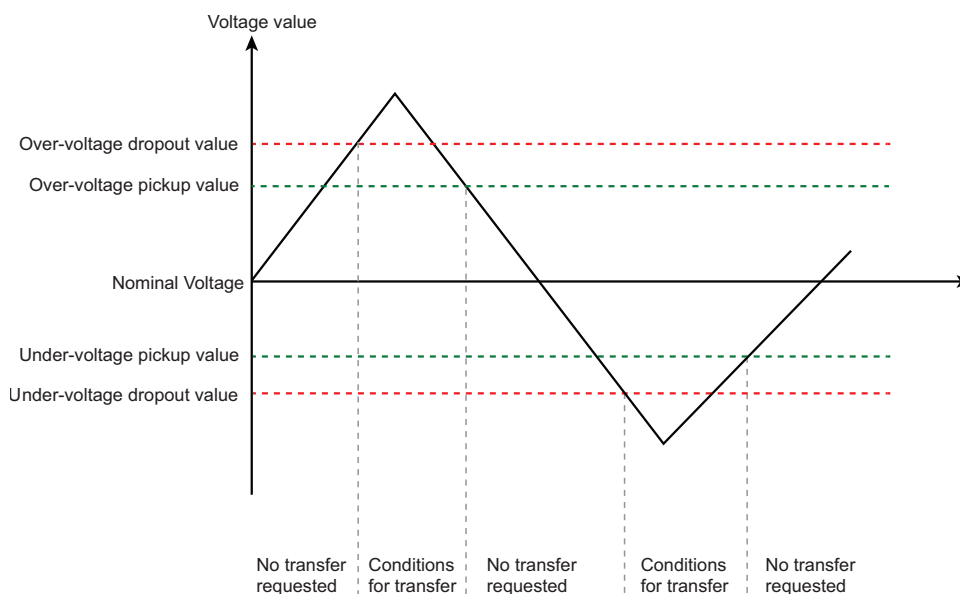 Voltage value
Over-voltage dropout value
Over-voltage pickup value
Nominal Voltage
Under-voltage pickup value
Under-voltage dropout value
No transfer
requested
Conditions
for transfer
No transfer
requested
Conditions
for transfer
No transfer
requested